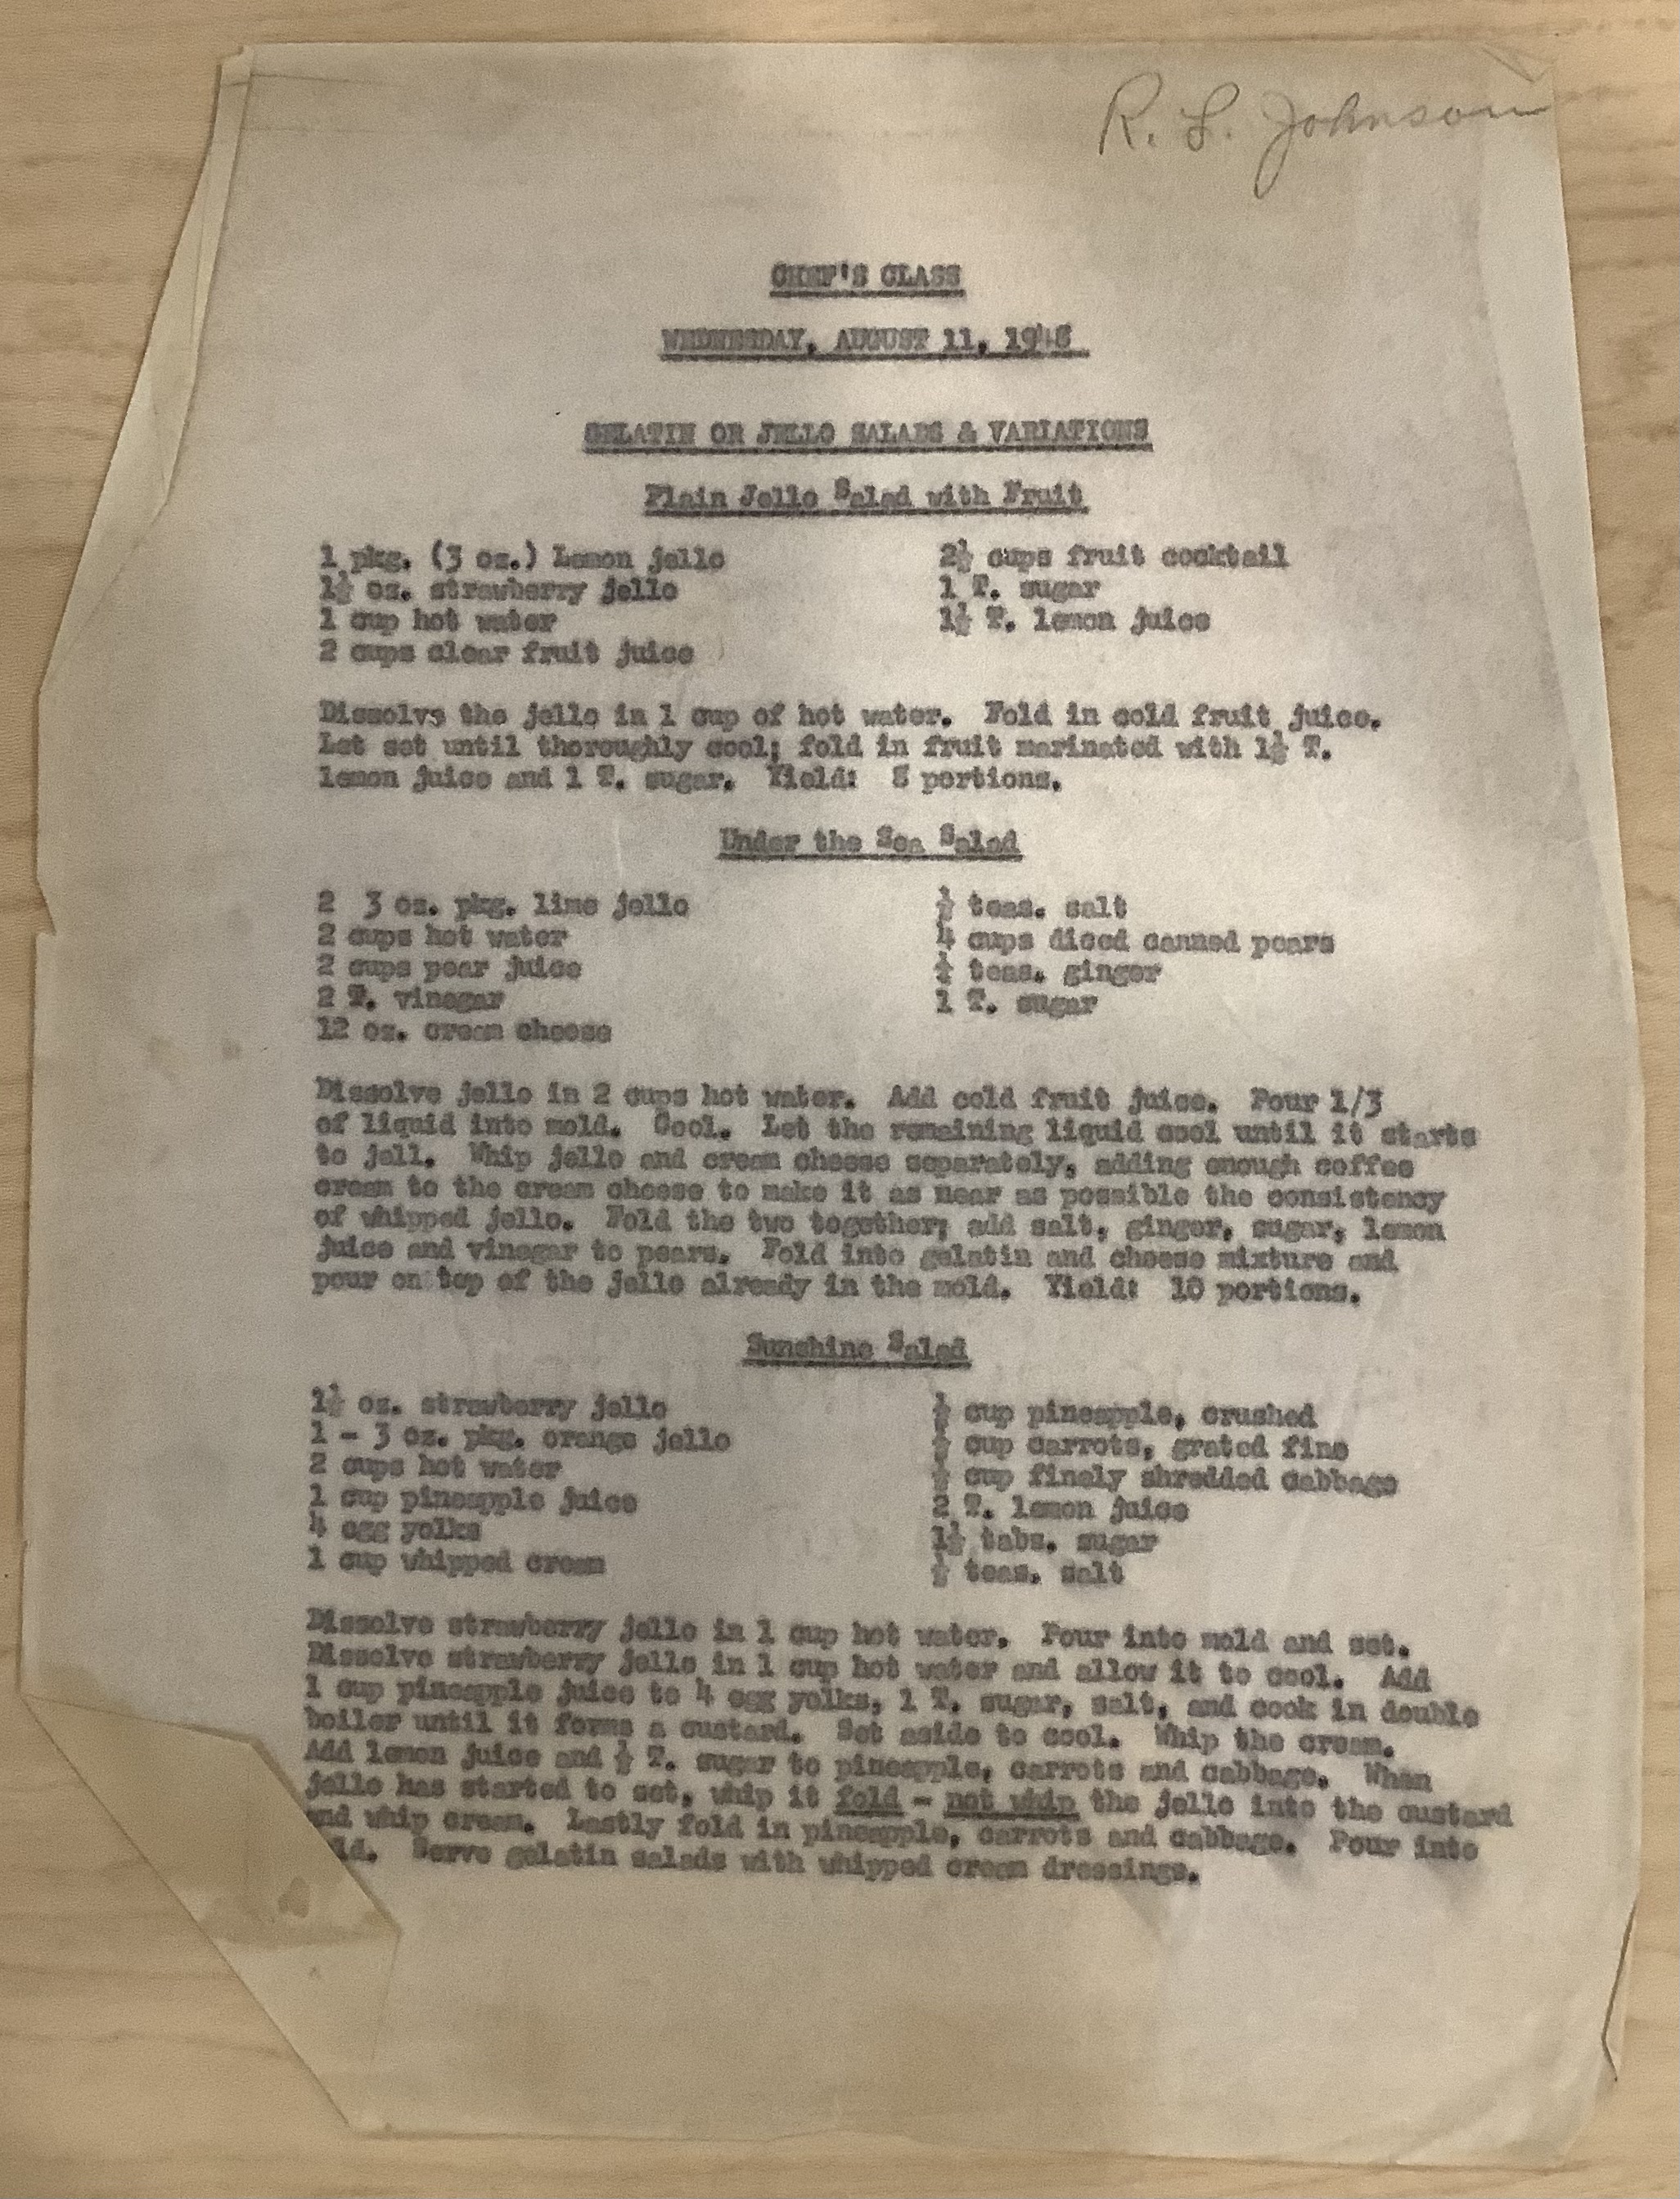 R. L. Johnson
CHEF'S CLASS
WEDNESDAY, AUGUST 11, 1948
GELATIN OR JELLO SALADS & VARIATIONS
Plain Jello Salad with Fruit
1 pkg. (3 oz.) Lemon jello
1½ oz. strawberry jello
1 cup hot water
2 cups clear fruit juice
2½ cups fruit cocktail
1 T. sugar
1½ T. lemon juice
Dissolve the jello in 1 cup of hot water. Fold in cold fruit juice.
Let set until thoroughly cool; fold in fruit marinated with 1½ T.
lemon juice and 1 T. sugar. Yield: 8 portions.
Under the Sea Salad
2 3 oz. pkg. lime jello
2 cups hot water
2 cups pear juice
2 T. vinegar
12 oz. cream cheese
½ teas. salt
4 cups diced canned pears
teas. ginger
1 T. sugar
Dissolve jello in 2 cups hot water. Add cold fruit juice. Pour 1/3
of liquid into mold. Cool. Let the remaining liquid cool until it starts
to jell. Whip jello and cream cheese separately, adding enough coffee
cream to the cream cheese to make it as near as possible the consistency
of whipped jello. Fold the two together; add salt, ginger, sugar, lemon
juice and vinegar to pears. Fold into gelatin and cheese mixture and
pour on top of the jello already in the mold. Yield: 10 portions.
Sunshine Salad
1½ oz. strawberry jello
1 - 3 oz. pkg. orange jello
2 cups hot water
1 cup pineapple juice
4 egg yolks
1 cup whipped cream
½ cup pineapple, crushed
½ cup carrots, grated fine
½ cup finely shredded cabbage
2 T. lemon juice
1½ tabs. sugar
½ teas. salt
Dissolve strawberry jello in 1 cup hot water. Pour into mold and set.
Dissolve strawberry jello in 1 cup hot water and allow it to cool. Add
1 cup pineapple juice to 4 egg yolks, 1 T. sugar, salt, and cook in double
boiler until it forms a custard. Set aside to cool. Whip the cream.
Add lemon juice and ½ T. sugar to pineapple, carrots and cabbage. When
jello has started to set, whip it fold - not whip the jello into the custard
and whip cream. Lastly fold in pineapple, carrots and cabbage. Pour into
ld. Serve gelatin salads with whipped cream dressings.